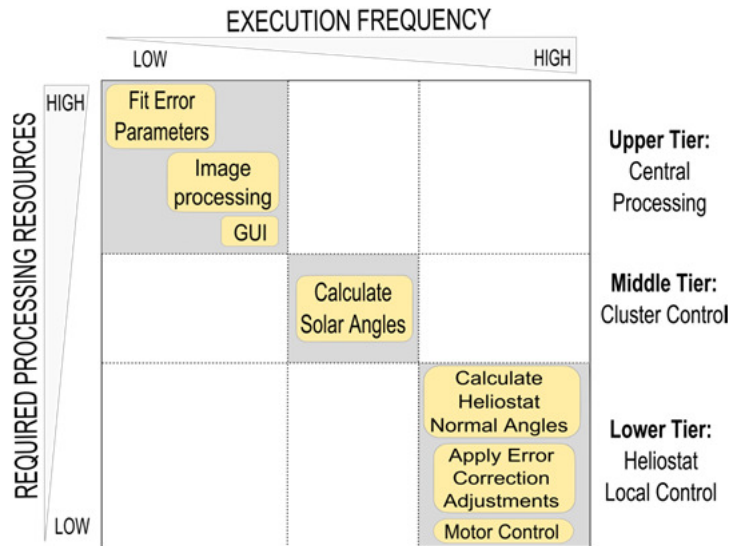 EXECUTION FREQUENCY
LOW
HIGH
REQUIRED PROCESSING RESOURCES
HIGH
LOW
Fit Error
Parameters
Image
processing
GUI
Upper Tier:
Central
Processing
Calculate
Solar Angles
Middle Tier:
Cluster Control
Calculate
Heliostat
Normal Angles
Apply Error
Correction
Adjustments
Motor Control
Lower Tier:
Heliostat
Local Control